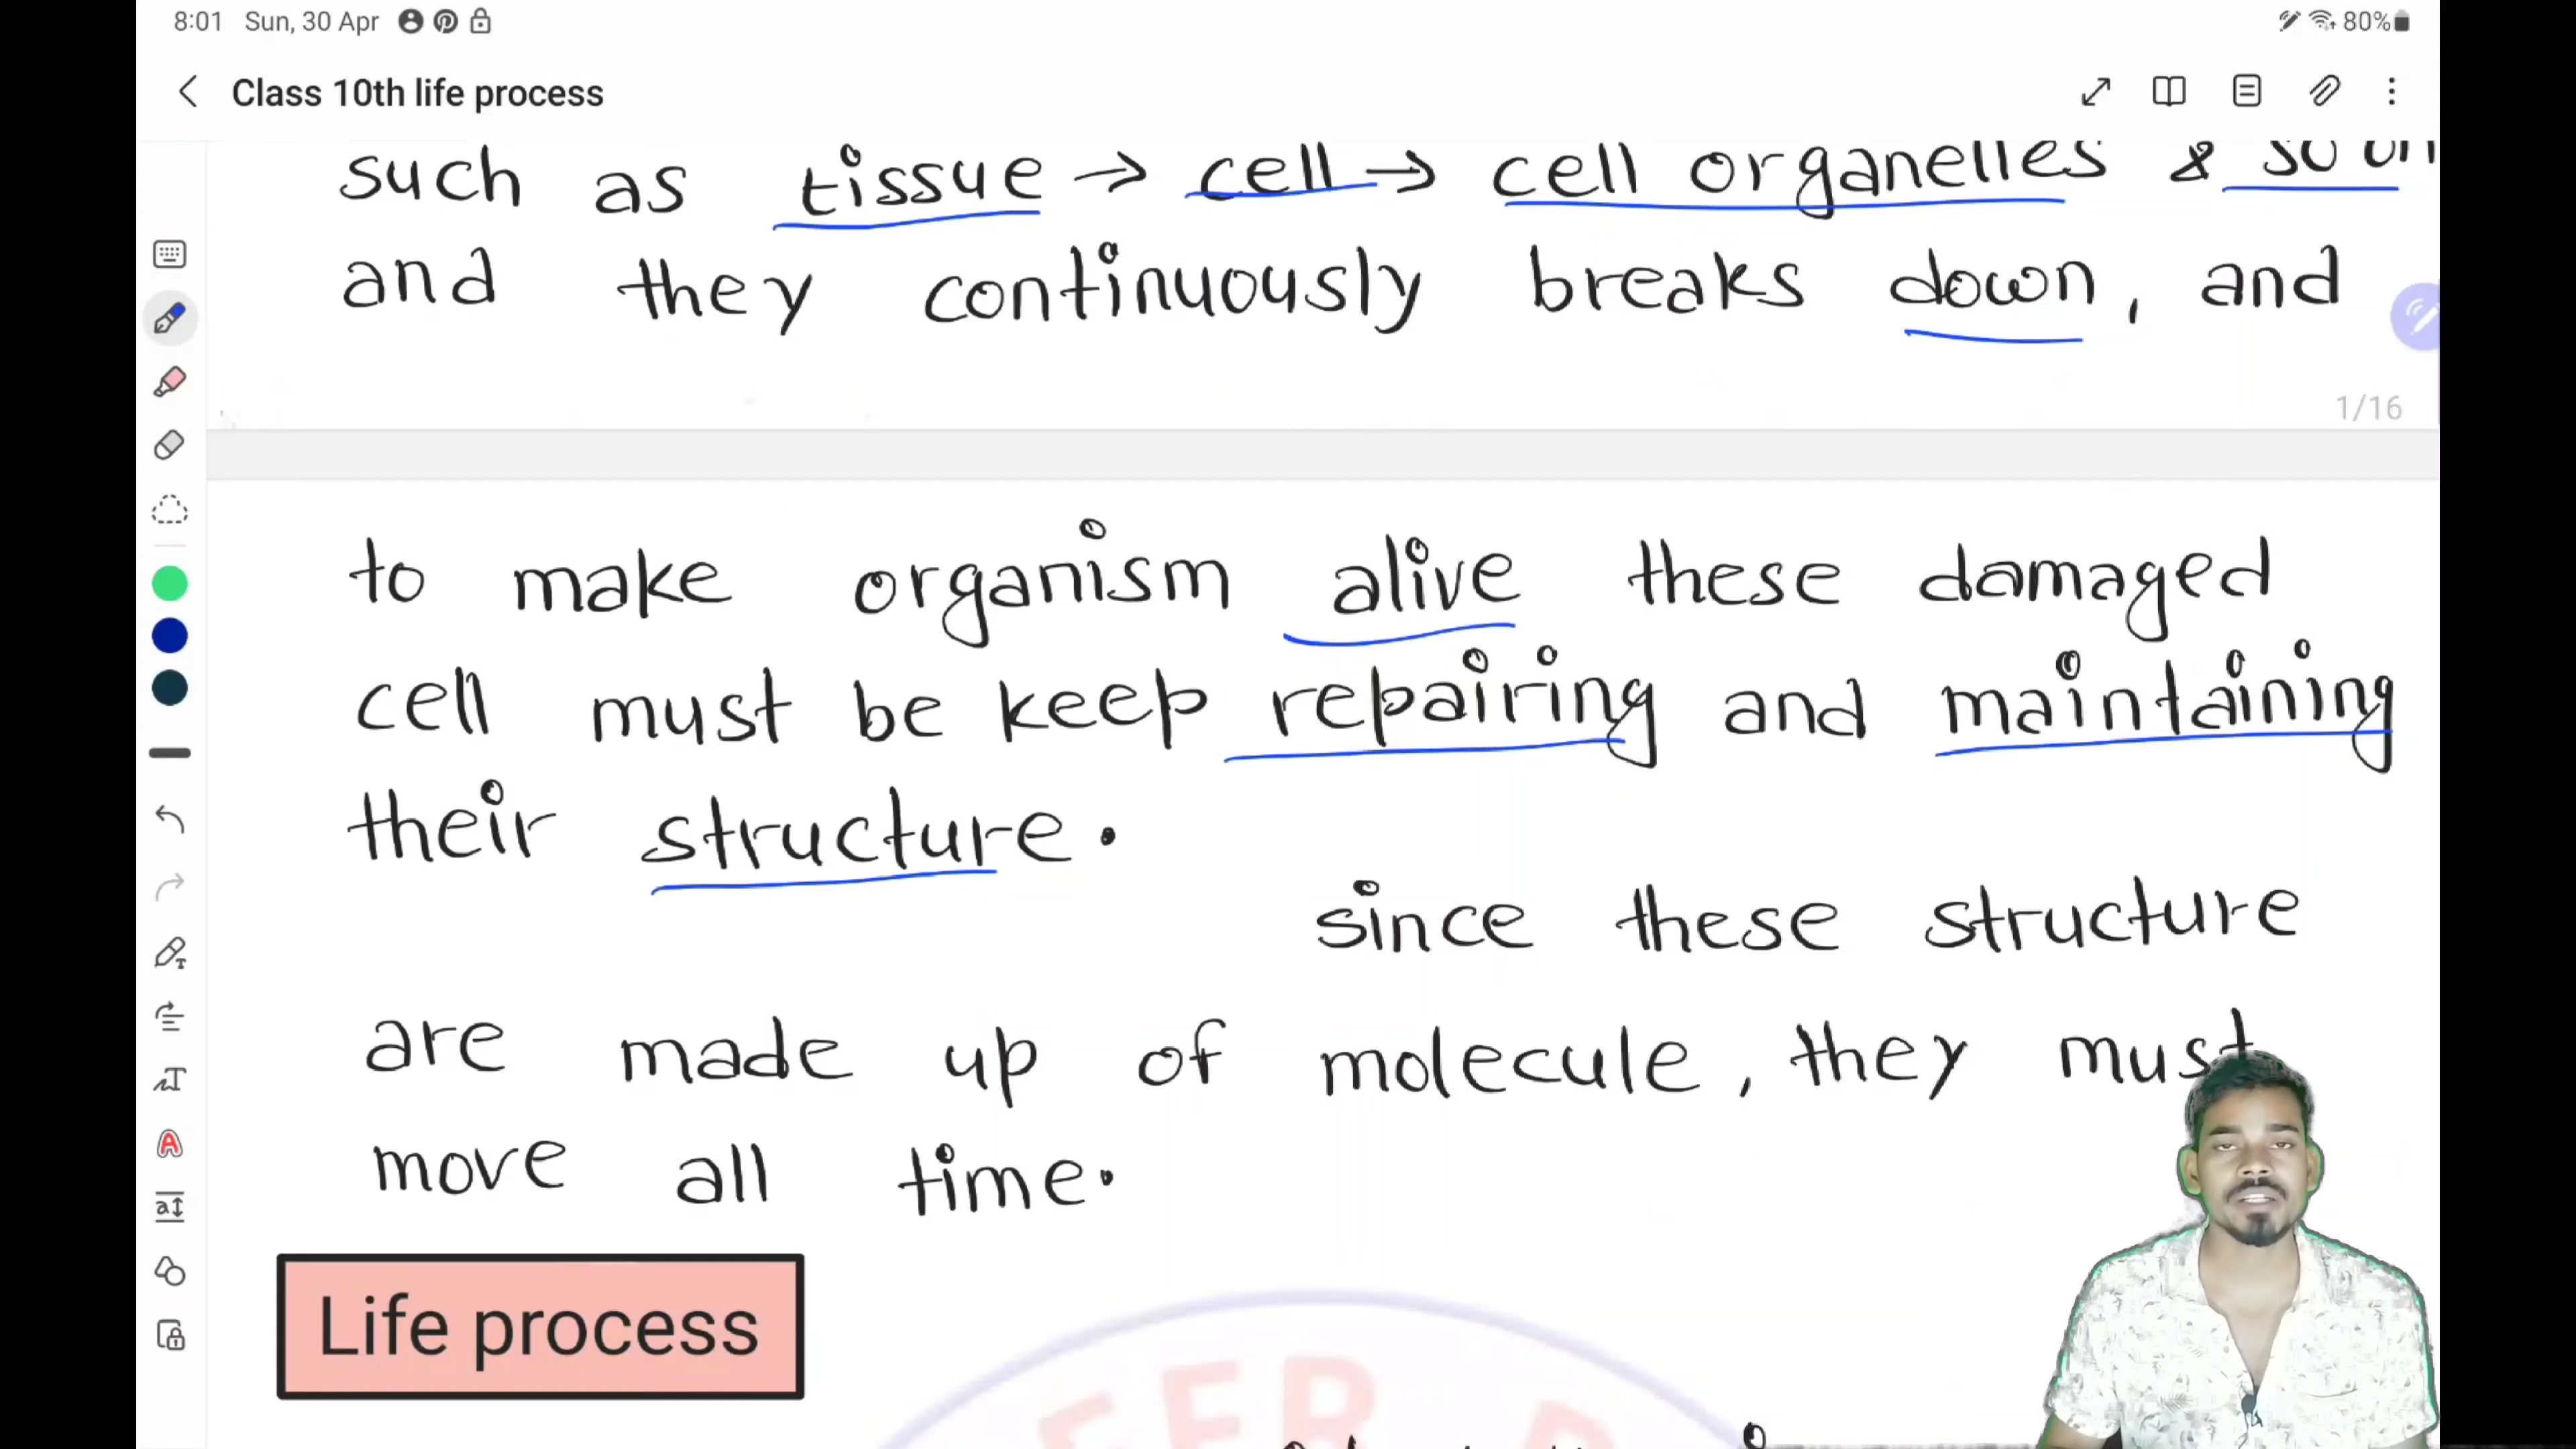 8:01 Sun, 30 Apr 80%
Class 10th life process
such as tissue → cell → cell organelles & so on
and they continuously breaks down, and
1/16
to make organism alive these damaged
cell must be keep repairing and maintaining
their structure.
since these structure
are made up of molecule, they must
move all time.
Life process